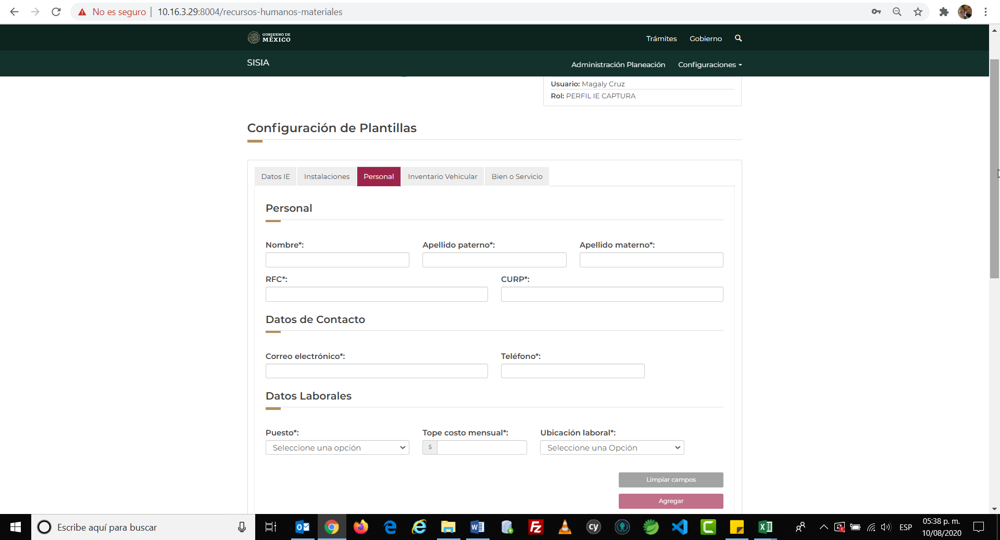 No es seguro | 10.16.3.29:8004/recursos-humanos-materiales
GOBIERNO DE
MÉXICO
Trámites Gobierno
SISIA
Administración Planeación Configuraciones
Usuario: Magaly Cruz
Rol: PERFIL IE CAPTURA
Configuración de Plantillas
Datos IE Instalaciones Personal Inventario Vehicular Bien o Servicio
Personal
Nombre*: Apellido paterno*: Apellido materno*:
RFC*: CURP*:
Datos de Contacto
Correo electrónico*: Teléfono*:
Datos Laborales
Puesto*: Tope costo mensual*: Ubicación laboral*:
Seleccione una opción $ Seleccione una Opción
Limpiar campos
Agregar
Escribe aquí para buscar
cy
ESP
05:38 p. m.
10/08/2020